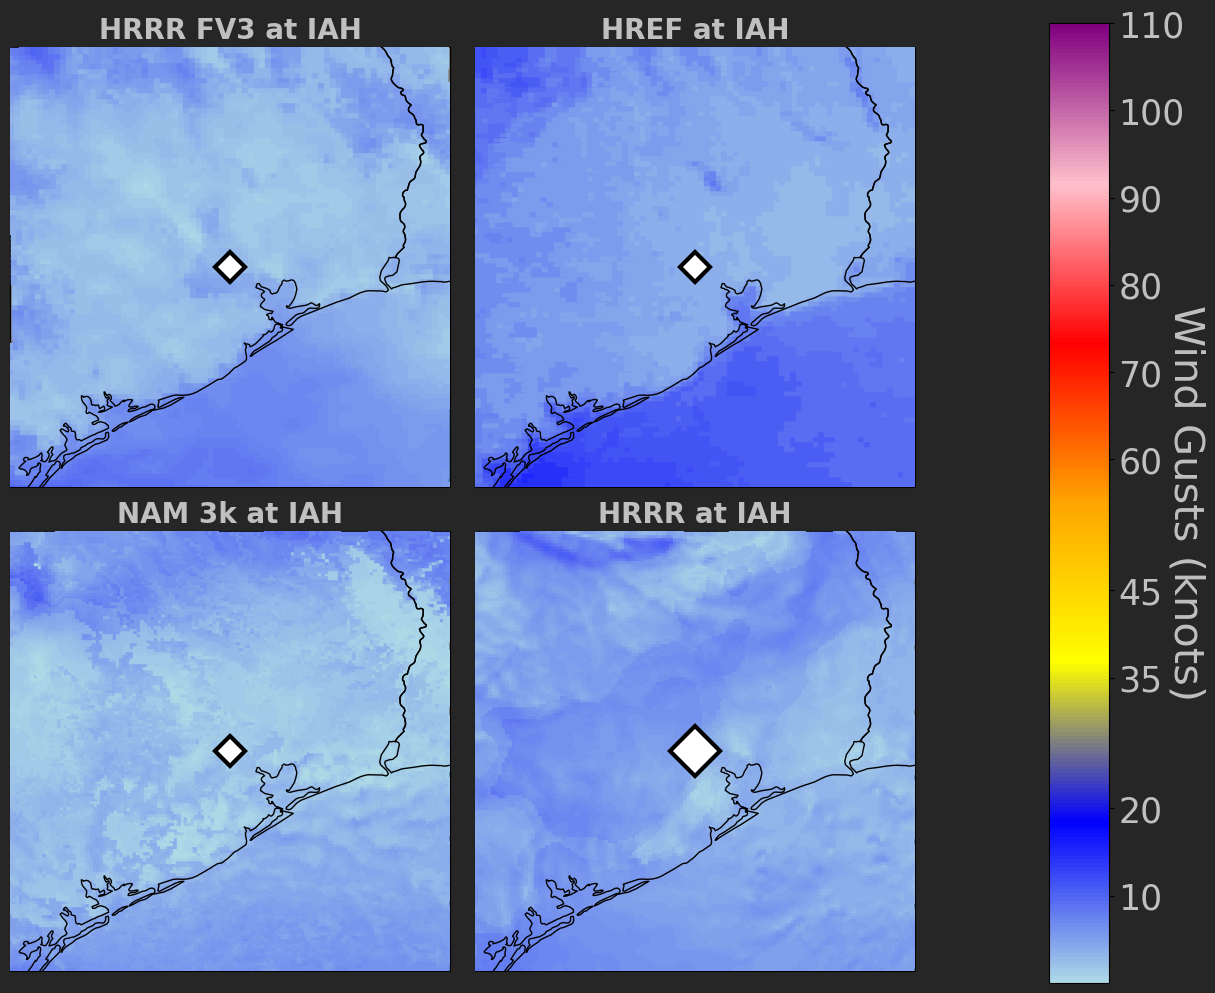 HRRR FV3 at IAH
HREF at IAH
NAM 3k at IAH
HRRR at IAH
110
100
90
80
70
60
45
35
20
10
Wind Gusts (knots)